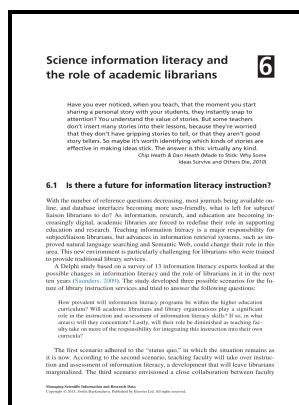 Science information literacy and
the role of academic librarians
6
Have you ever noticed, when you teach, that the moment you start
sharing a personal story with your students, they instantly snap to
attention? You understand the value of stories. But some teachers
don't insert many stories into their lessons, because they're worried
that they don't have gripping stories to tell, or that they aren't good
story tellers. So maybe it's worth identifying which kinds of stories are
effective in making ideas stick. The answer is this: virtually any kind.
Chip Heath & Dan Heath (Made to Stick: Why Some
Ideas Survive and Others Die, 2010)
6.1 Is there a future for information literacy instruction?
With the number of reference questions decreasing, most journals being available on-
line, and database interfaces becoming more user-friendly, what is left for subject/
liaison librarians to do? As information, research, and education are becoming in-
creasingly digital, academic libraries are forced to redefine their role in supporting
education and research. Teaching information literacy is a major responsibility for
subject/liaison librarians, but advances in information retrieval systems, such as im-
proved natural language searching and Semantic Web, could change their role in this
area. This new environment is particularly challenging for librarians who were trained
to provide traditional library services.
A Delphi study based on a survey of 13 information literacy experts looked at the
possible changes in information literacy and the role of librarians in it in the next
ten years (Saunders, 2009). The study developed three possible scenarios for the fu-
ture of library instruction services and tried to answer the following questions:
How prevalent will information literacy programs be within the higher education
curriculum? Will academic librarians and library organizations play a significant
role in the instruction and assessment of information literacy skills? If so, in what
area(s) will they concentrate? Lastly, will their role be diminished as teaching fac-
ulty take on more of the responsibility for integrating this instruction into their own
curricula?
The first scenario adhered to the "status quo," in which the situation remains as
it is now. According to the second scenario, teaching faculty will take over instruc-
tion and assessment of information literacy, a development that will leave librarians
marginalized. The third scenario envisioned a close collaboration between faculty
Managing Scientific Information and Research Data
Copyright © 2015, Svetla Baykoucheva. Published by Elsevier Ltd. All rights reserved.